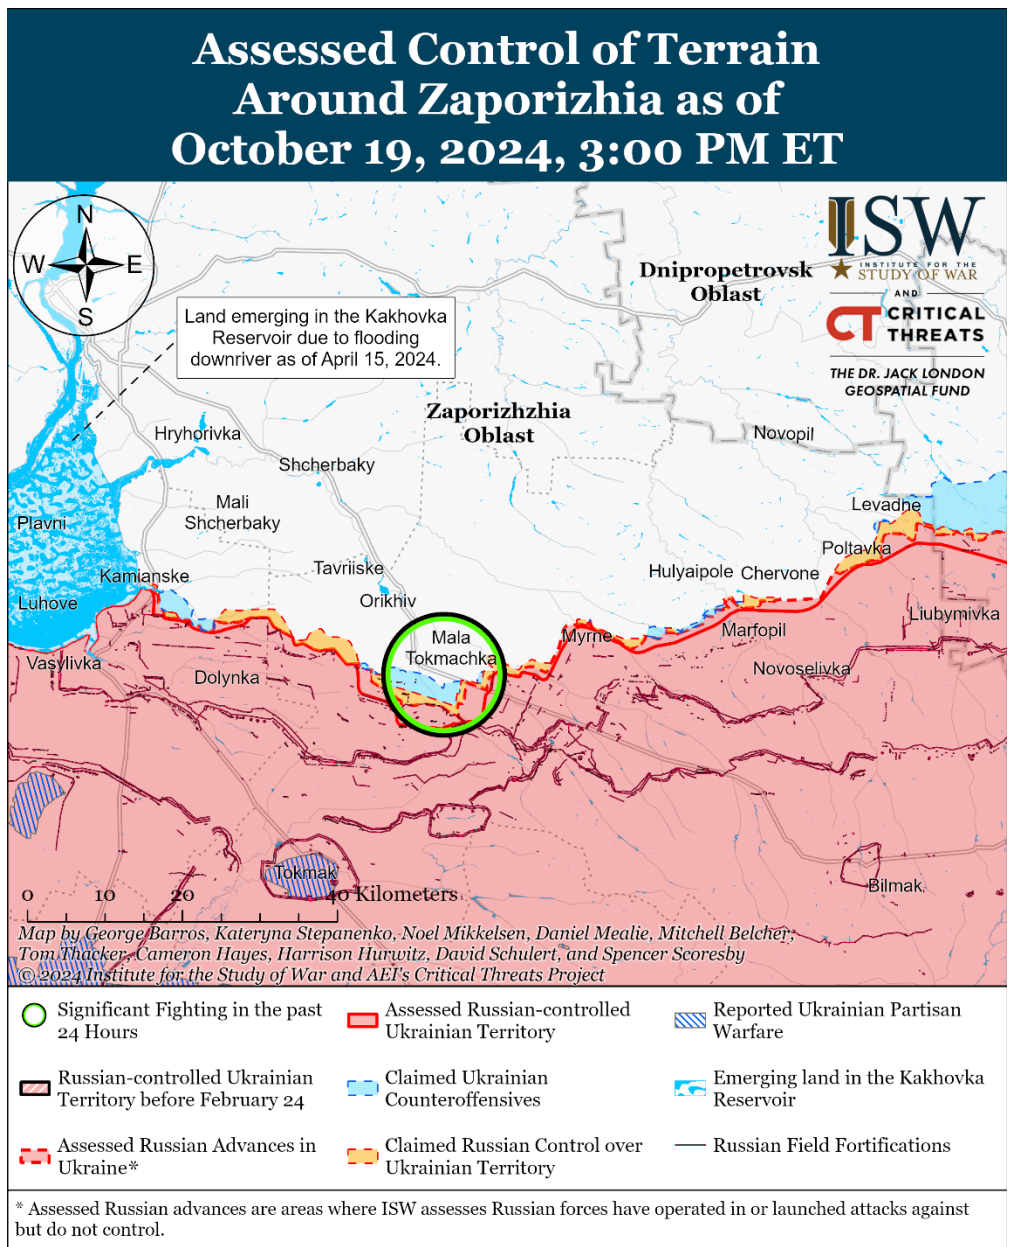 Assessed Control of Terrain
Around Zaporizhia as of
October 19, 2024, 3:00 PM ET
N
W
E
S
ISW
INSTITUTE FOR THE
STUDY OF WAR
AND
CT CRITICAL
THREATS
THE DR. JACK LONDON
GEOSPATIAL FUND
Dnipropetrovsk
Oblast
Land emerging in the Kakhovka
Reservoir due to flooding
downriver as of April 15, 2024.
Zaporizhzhia
Oblast
Hryhorivka
Novopil
Shcherbaky
Mali
Shcherbaky
Levadne
Plavni
Poltavka
Kamianske
Tavriiske
Hulyaipole
Chervone
Luhove
Orikhiv
Liubymivka
Mala
Tokmachka
Myrne
Marfopil
Vasylivka
Dolynka
Novoselivka
Tokmak
Bilmak
0 10 20 40 Kilometers
Map by George Barros, Kateryna Stepanenko, Noel Mikkelsen, Daniel Mealie, Mitchell Belcher,
Tom Thacker, Cameron Hayes, Harrison Hurwitz, David Schulert, and Spencer Scoresby
© 2024 Institute for the Study of War and AEI's Critical Threats Project
Significant Fighting in the past
24 Hours
Russian-controlled Ukrainian
Territory before February 24
Assessed Russian Advances in
Ukraine*
Assessed Russian-controlled
Ukrainian Territory
Claimed Ukrainian
Counteroffensives
Claimed Russian Control over
Ukrainian Territory
Reported Ukrainian Partisan
Warfare
Emerging land in the Kakhovka
Reservoir
Russian Field Fortifications
* Assessed Russian advances are areas where ISW assesses Russian forces have operated in or launched attacks against
but do not control.